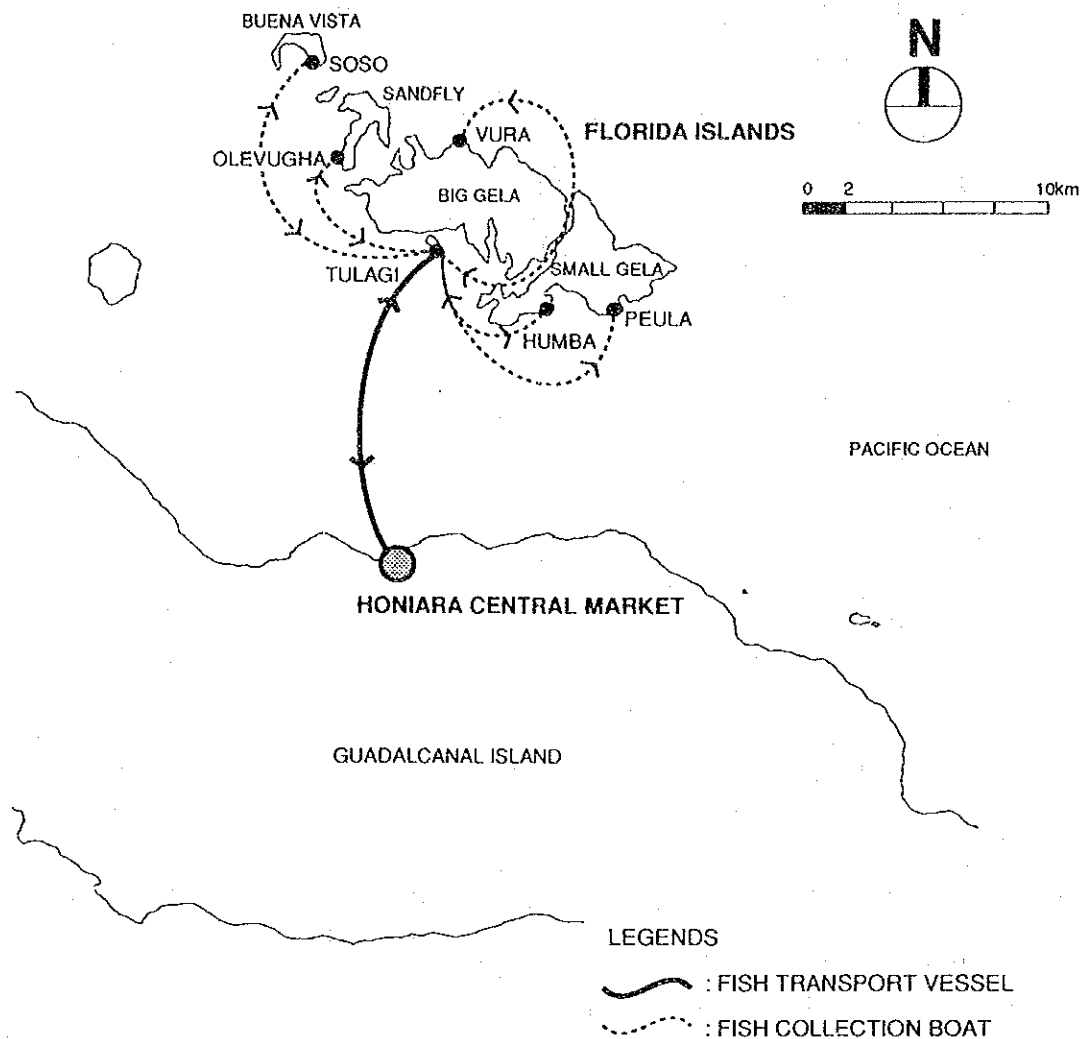 BUENA VISTA
SOSO
SANDFLY
N
VURA
FLORIDA ISLANDS
OLEVUGHA
0 2 10km
BIG GELA
TULAGI
SMALL GELA
HUMBA
PEULA
PACIFIC OCEAN
HONIARA CENTRAL MARKET
GUADALCANAL ISLAND
LEGENDS
: FISH TRANSPORT VESSEL
: FISH COLLECTION BOAT